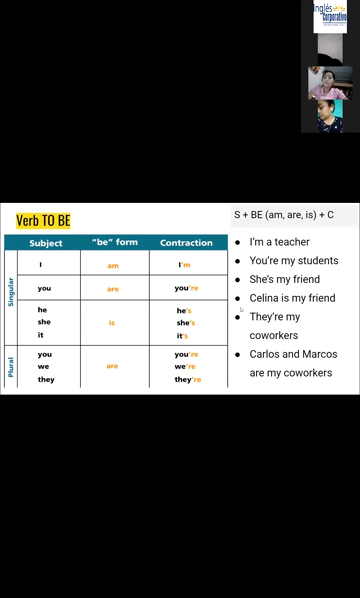 Inglés
Corporativo
Verb TO BE
S + BE (am, are, is) + C
Subject "be" form Contraction
Singular
I am I'm
you are you're
he he's
she is she's
it it's
Plural
you you're
we are we're
they they're
● I'm a teacher
● You're my students
● She's my friend
● Celina is my friend
● They're my
coworkers
● Carlos and Marcos
are my coworkers